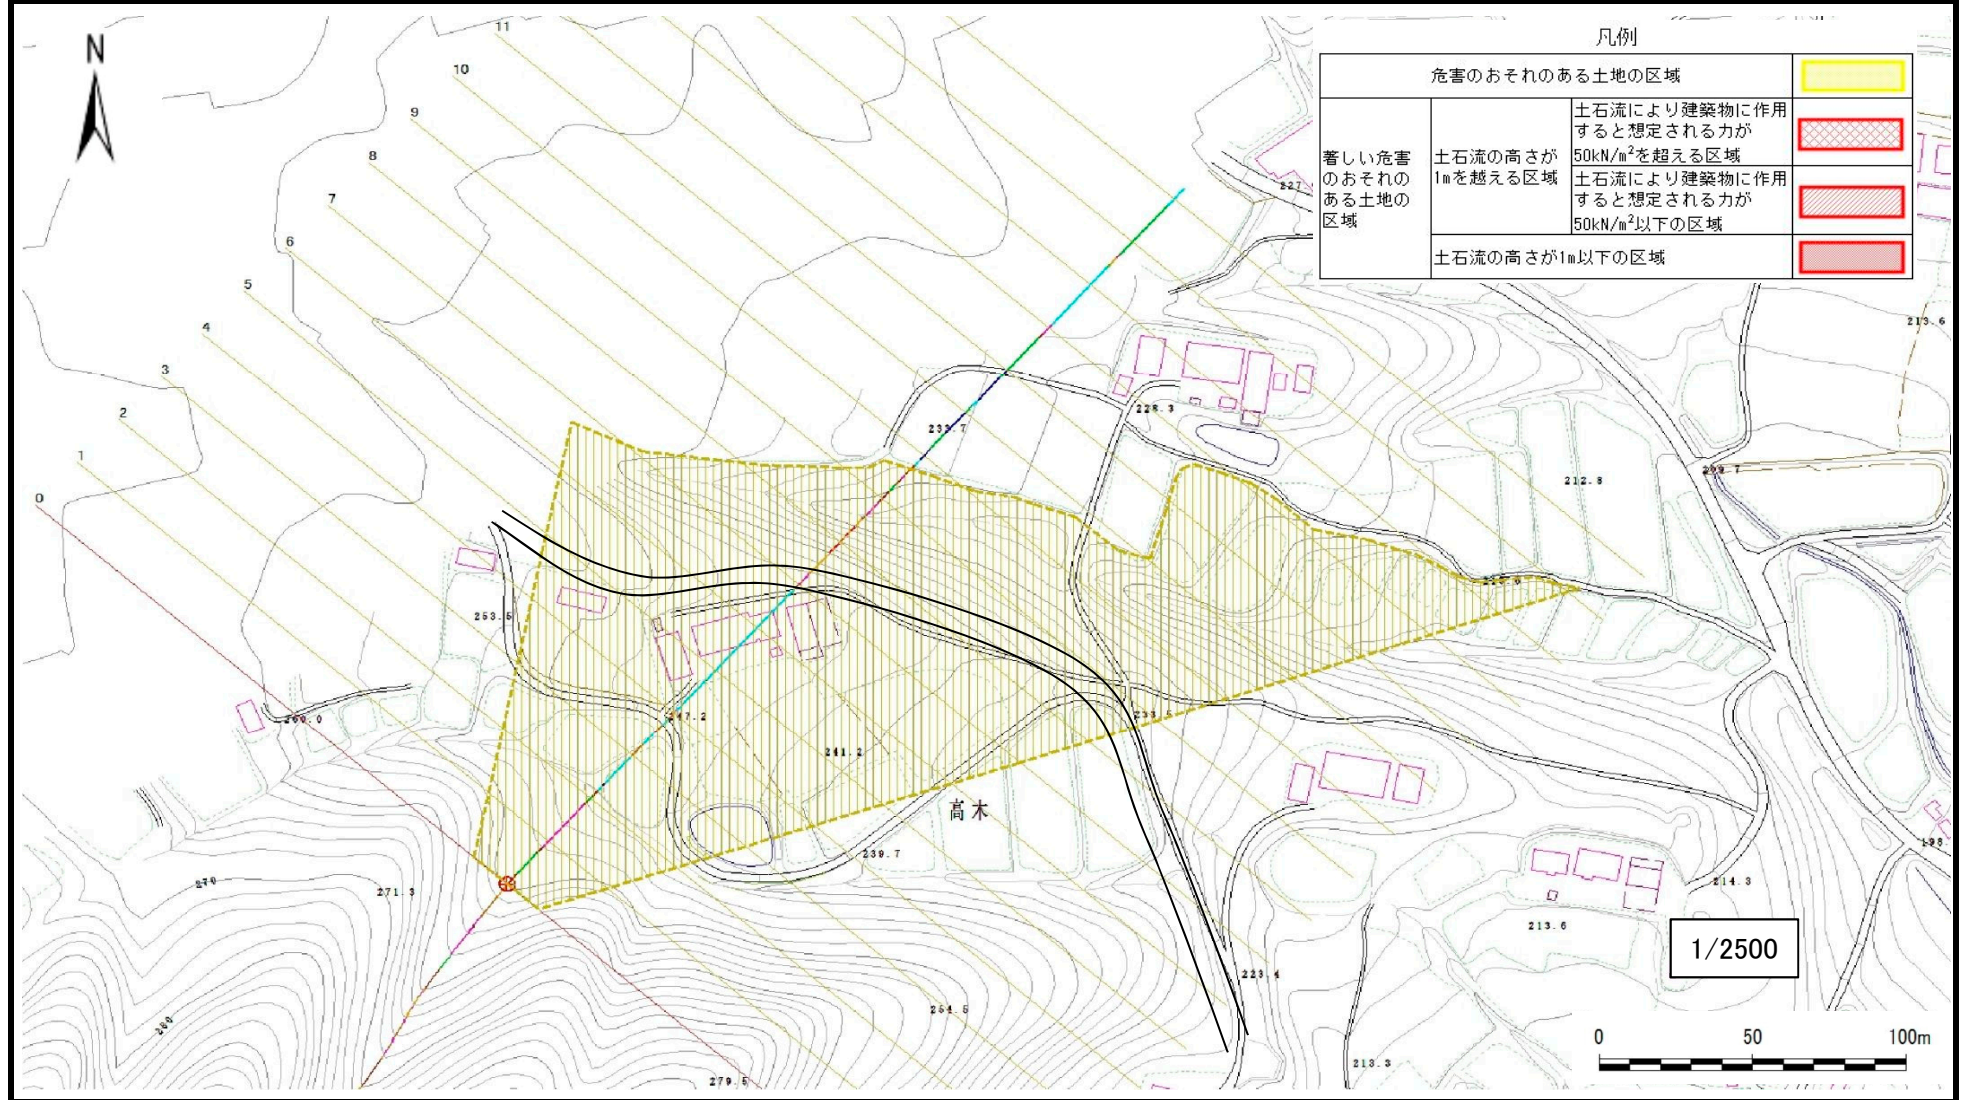 N
凡例
危害のおそれのある土地の区域
著しい危害
のおそれの
ある土地の
区域
土石流の高さが
1mを越える区域
土石流により建築物に作用
すると想定される力が
50kN/m²を超える区域
土石流により建築物に作用
すると想定される力が
50kN/m²以下の区域
土石流の高さが1m以下の区域
11
10
9
8
7
6
5
4
3
2
1
0
227.
213.6
228.3
233.7
209.7
212.8
253.5
260.0
247.2
241.2
233.5
高木
239.7
270
271.3
214.3
198.
213.6
1/2500
223.4
254.5
280
213.3
279.5
0 50 100m